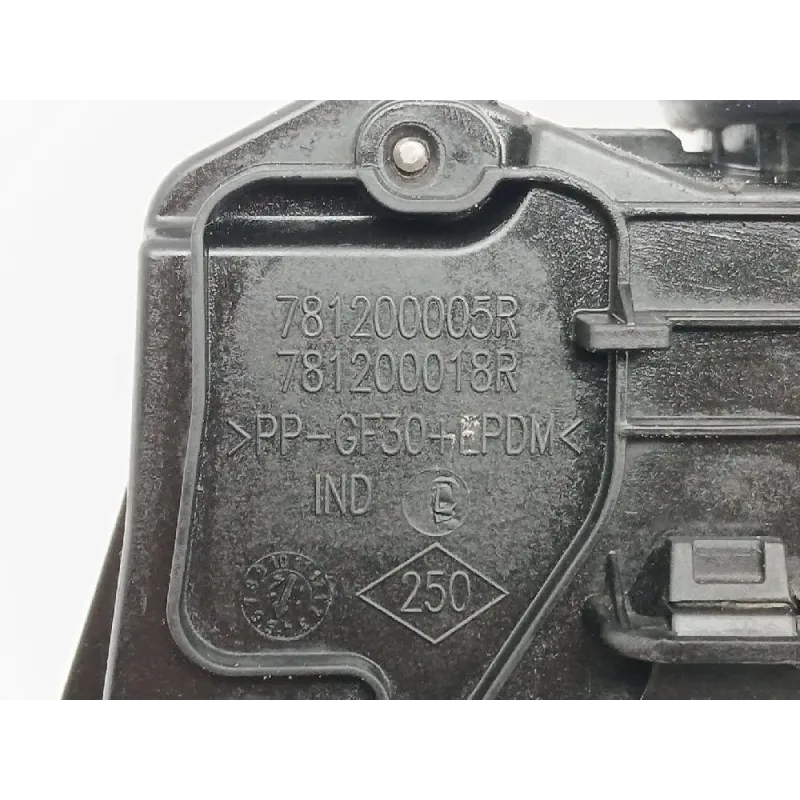 781200005R
781200018R
>PP-GF30+EPDM<
IND
250